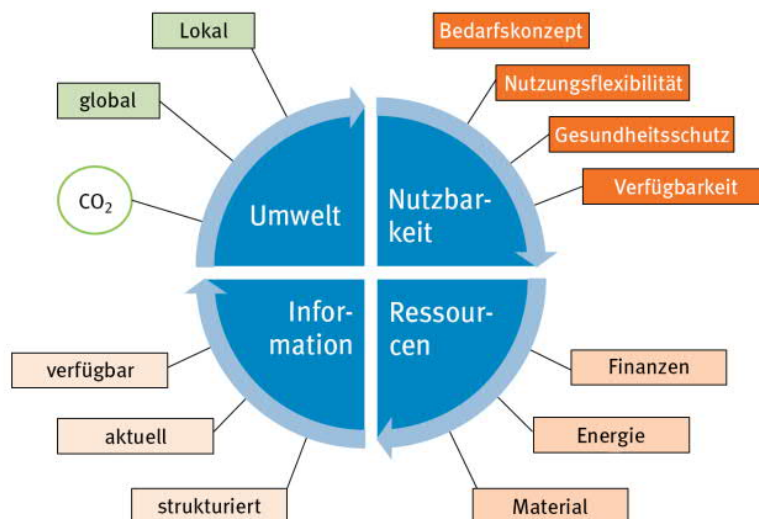 Lokal
global
CO₂
Umwelt
Bedarfskonzept
Nutzungsflexibilität
Gesundheitsschutz
Verfügbarkeit
Nutzbar-
keit
Infor-
mation
verfügbar
aktuell
strukturiert
Ressour-
cen
Finanzen
Energie
Material